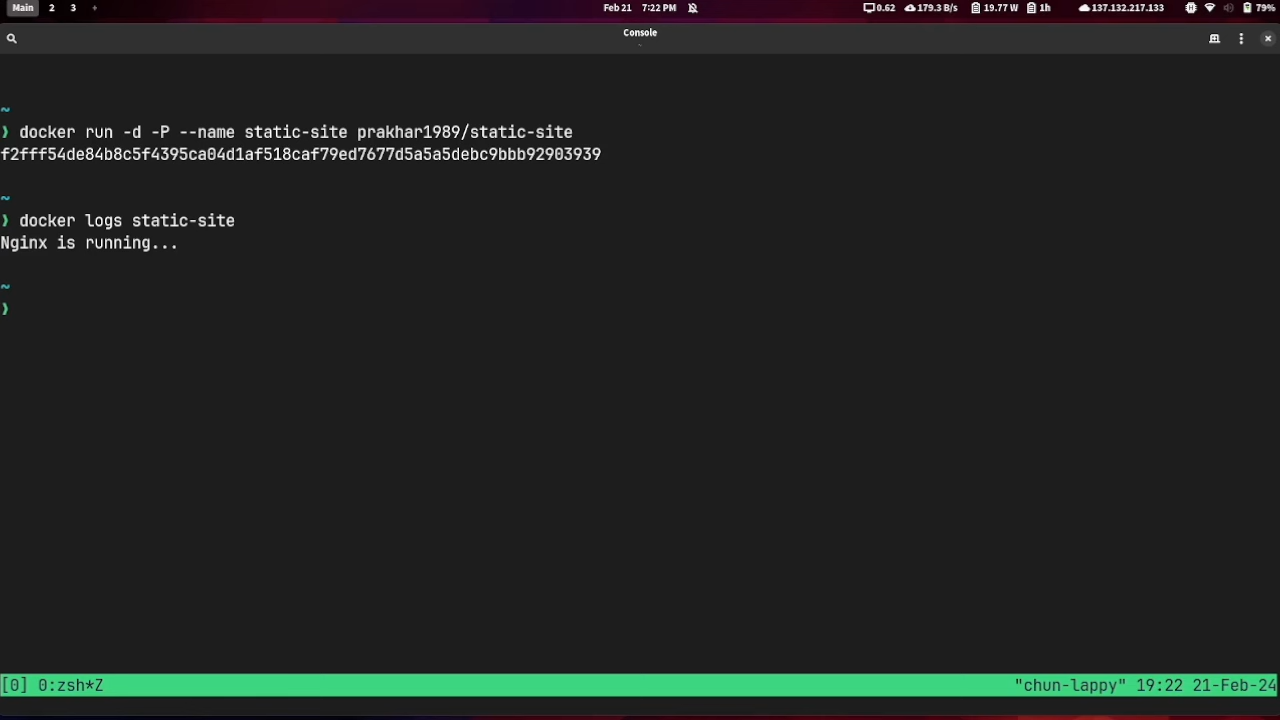 Main 2 3 + Feb 21 7:22 PM 0.62 179.3 B/s 19.77 W 1h 137.132.217.133 79%
Console
~
~
❯ docker run -d -P --name static-site prakhar1989/static-site
f2fff54de84b8c5f4395ca04d1af518caf79ed7677d5a5a5debc9bbb92903939
~
❯ docker logs static-site
Nginx is running...
~
❯
[0] 0:zsh*Z "chun-lappy" 19:22 21-Feb-24